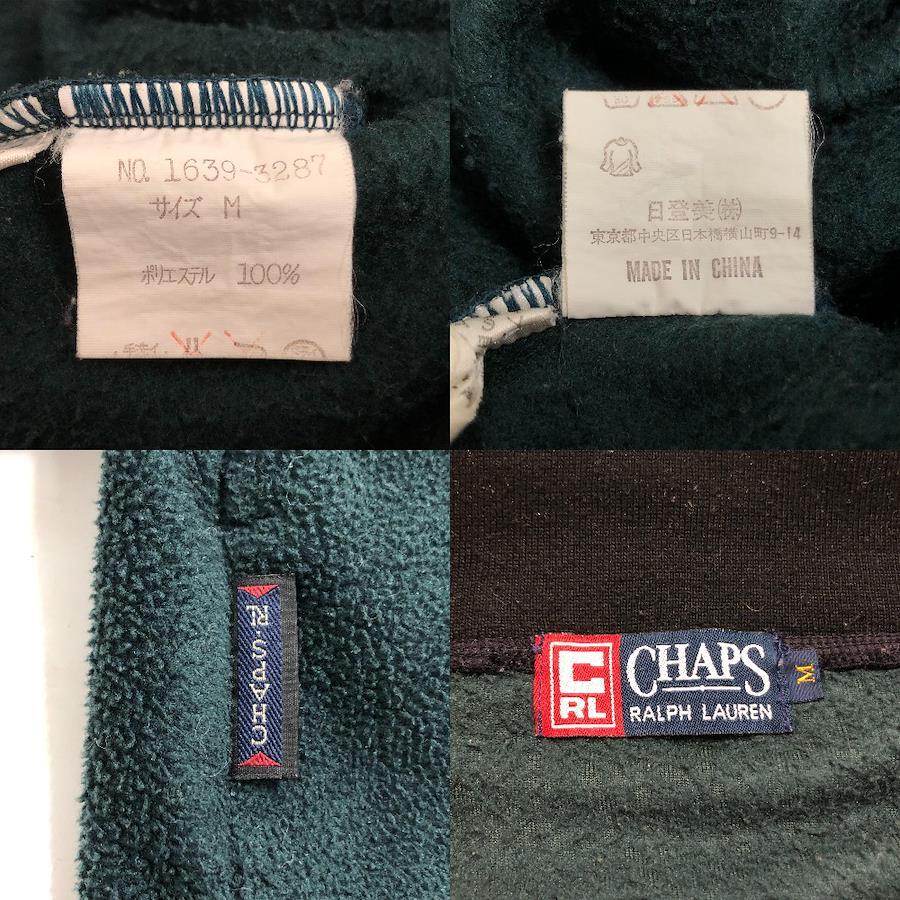 NO. 1639-3287
サイズ M
ポリエステル 100%
日登美(株)
東京都中央区日本橋横山町9-14
MADE IN CHINA
CHAPS・RL
C
RL
CHAPS
RALPH LAUREN
M